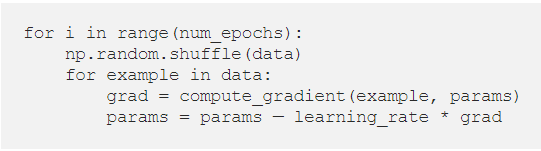 for i in range(num_epochs):
    np.random.shuffle(data)
    for example in data:
        grad = compute_gradient(example, params)
        params = params — learning_rate * grad